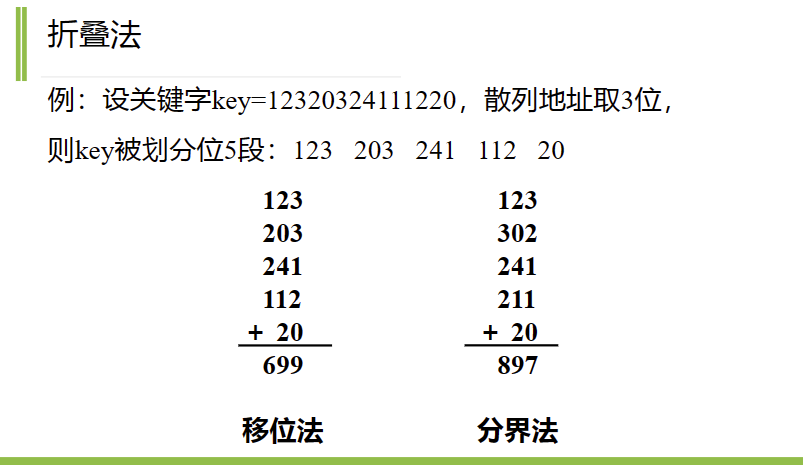 折叠法
例：设关键字key=12320324111220，散列地址取3位，
则key被划分位5段：123 203 241 112 20
123
203
241
112
+ 20
699
移位法
123
302
241
211
+ 20
897
分界法